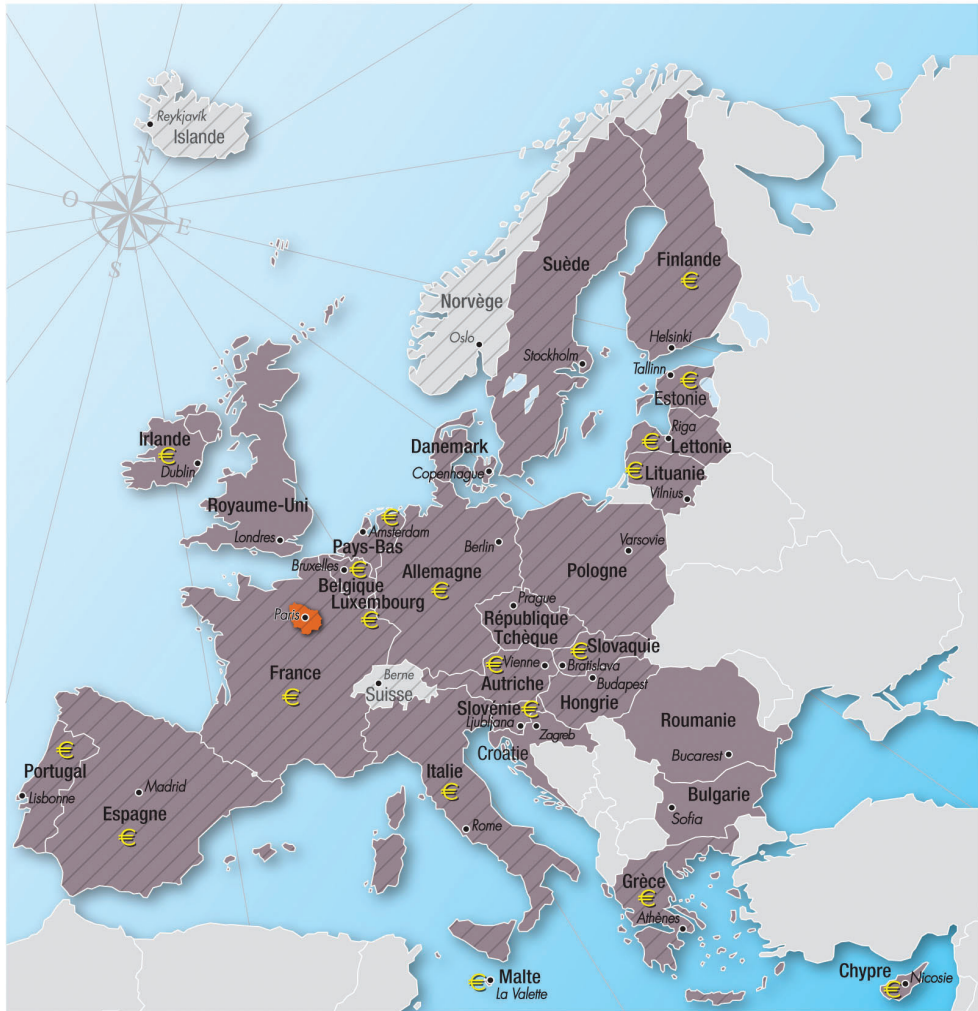 Reykjavík
Islande
N
O
E
S
Suède
Finlande
€
Norvège
Oslo
Helsinki
Stockholm
Tallinn
€
Estonie
Riga
€
Lettonie
Irlande
€
Dublin
Danemark
Copenhague
€
Lituanie
Vilnius
Royaume-Uni
Londres
€
Amsterdam
Pays-Bas
Berlin
Varsovie
Bruxelles
€
Belgique
Allemagne
€
Pologne
Luxembourg
€
Paris
Prague
République
Tchèque
€
Slovaquie
France
€
Berne
Suisse
€
Vienne
Bratislava
Autriche
Budapest
Hongrie
Slovénie
€
Ljubljana
Zagreb
Croatie
Roumanie
Bucarest
€
Portugal
Lisbonne
Madrid
Espagne
€
Italie
€
Rome
Bulgarie
Sofia
Grèce
€
Athènes
€
Malte
La Valette
Chypre
€
Nicosie